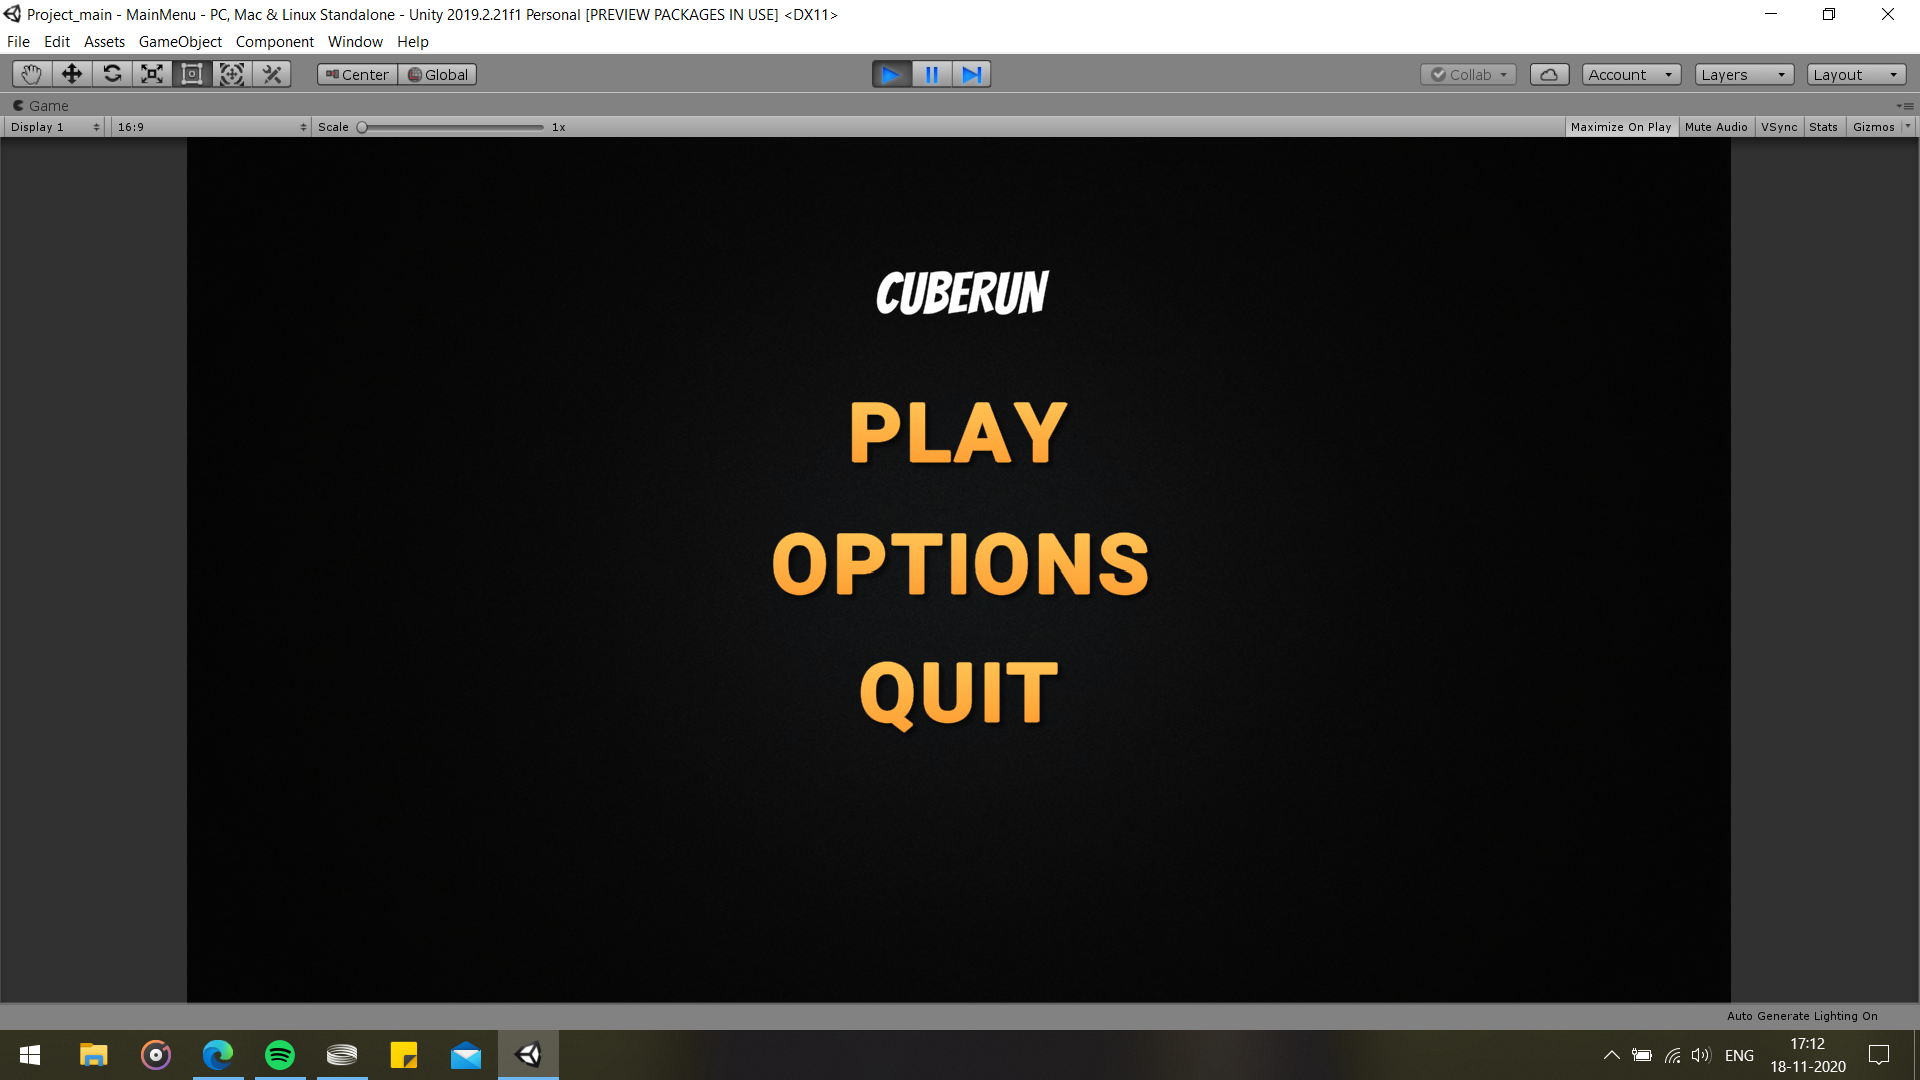 Project_main - MainMenu - PC, Mac & Linux Standalone - Unity 2019.2.21f1 Personal [PREVIEW PACKAGES IN USE] <DX11>
File Edit Assets GameObject Component Window Help
Center Global Collab Account Layers Layout
Game
Display 1 16:9 Scale 1x Maximize On Play Mute Audio VSync Stats Gizmos
CUBERUN
PLAY
OPTIONS
QUIT
Auto Generate Lighting On
ENG 17:12
18-11-2020